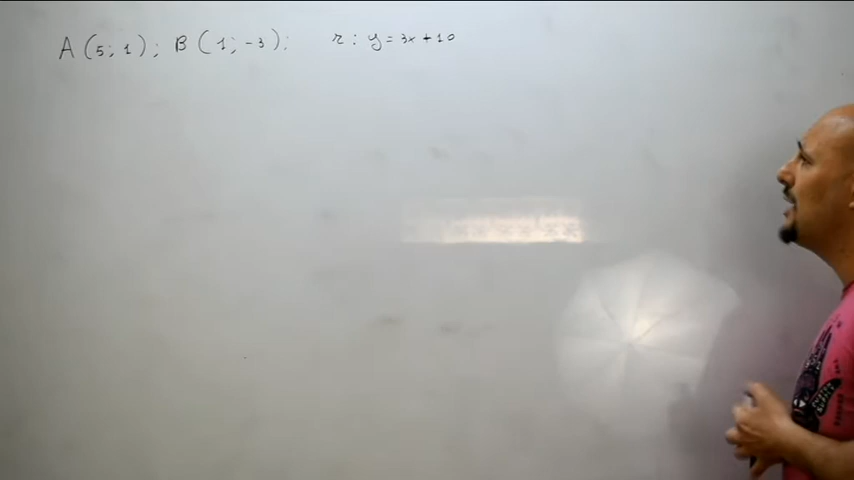 A (5; 1); B (1; -3); r: y = 3x + 10